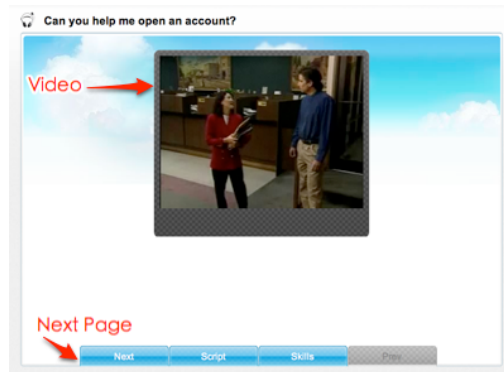 Can you help me open an account?
Video
Next Page
Next Script Skills Prev